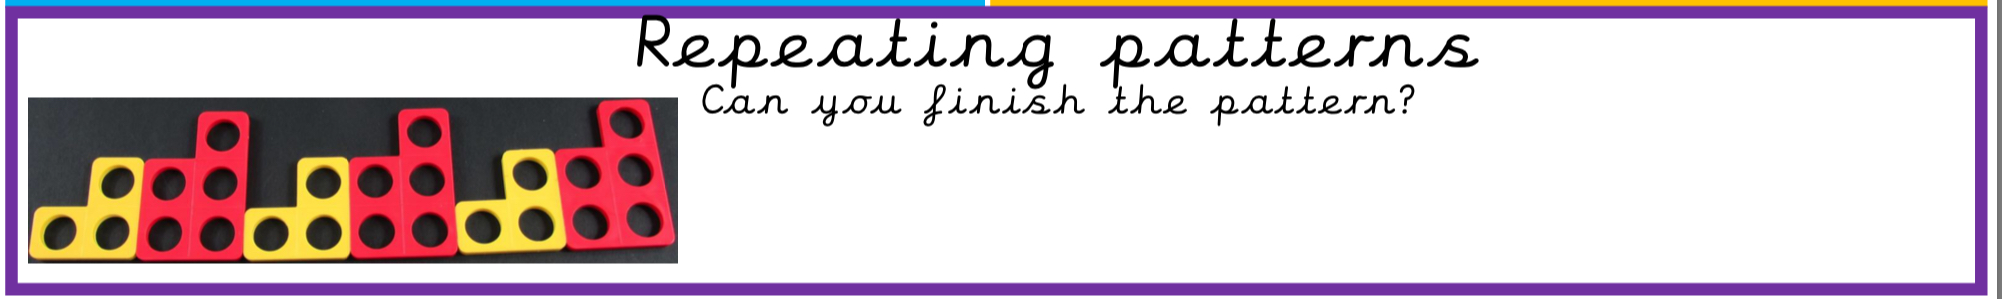 Repeating patterns
Can you finish the pattern?